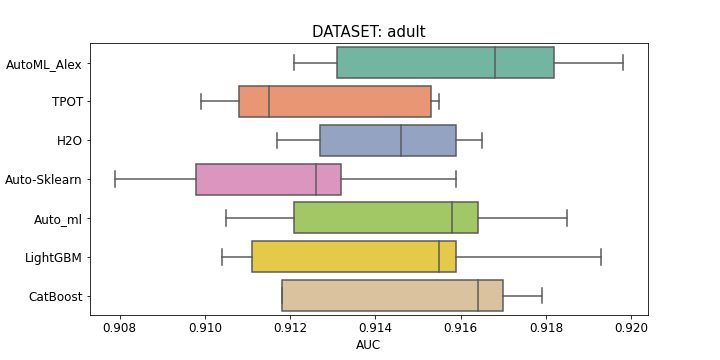 DATASET: adult
AutoML_Alex
TPOT
H2O
Auto-Sklearn
Auto_ml
LightGBM
CatBoost
0.908 0.910 0.912 0.914 0.916 0.918 0.920
AUC